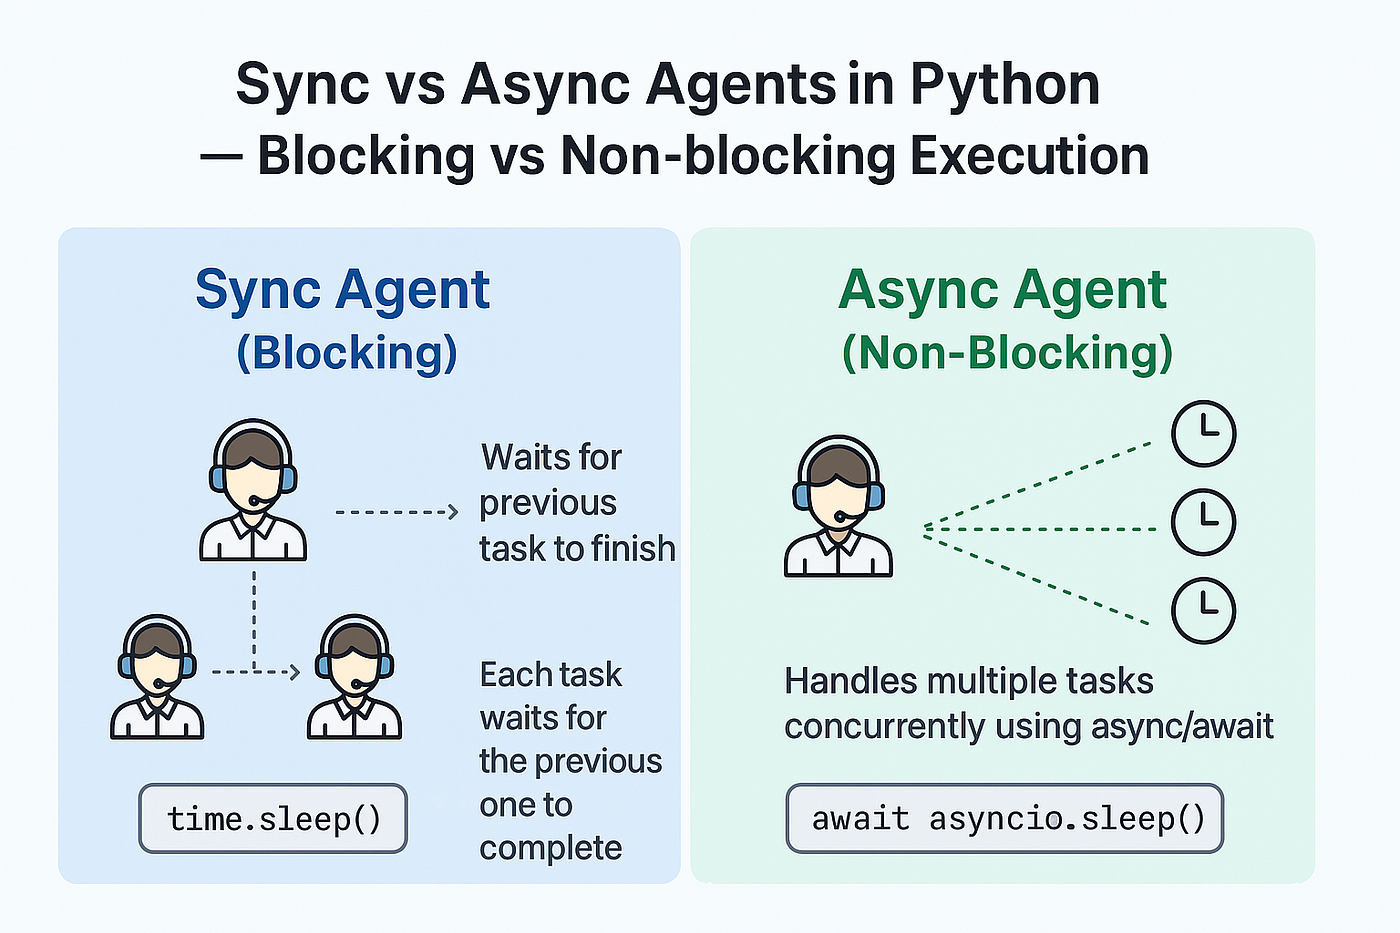 Sync vs Async Agents in Python
— Blocking vs Non-blocking Execution
Sync Agent
(Blocking)
Waits for
previous
task to finish
Each task
waits for
the previous
one to
complete
time.sleep()
Async Agent
(Non-Blocking)
Handles multiple tasks
concurrently using async/await
await asyncio.sleep()